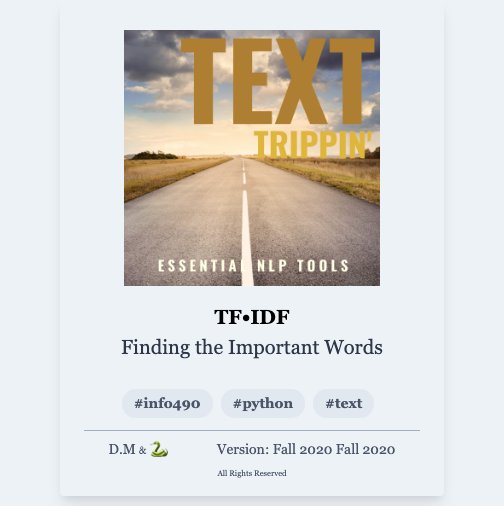 TEXT
TRIPPIN'
ESSENTIAL NLP TOOLS
TF•IDF
Finding the Important Words
#info490 #python #text
D.M & 🐍 Version: Fall 2020 Fall 2020
All Rights Reserved